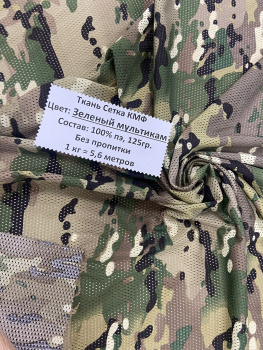 Ткань Сетка КМФ
Цвет: Зеленый мультикам
Состав: 100% пэ, 125гр.
Без пропитки
1 кг = 5,6 метров